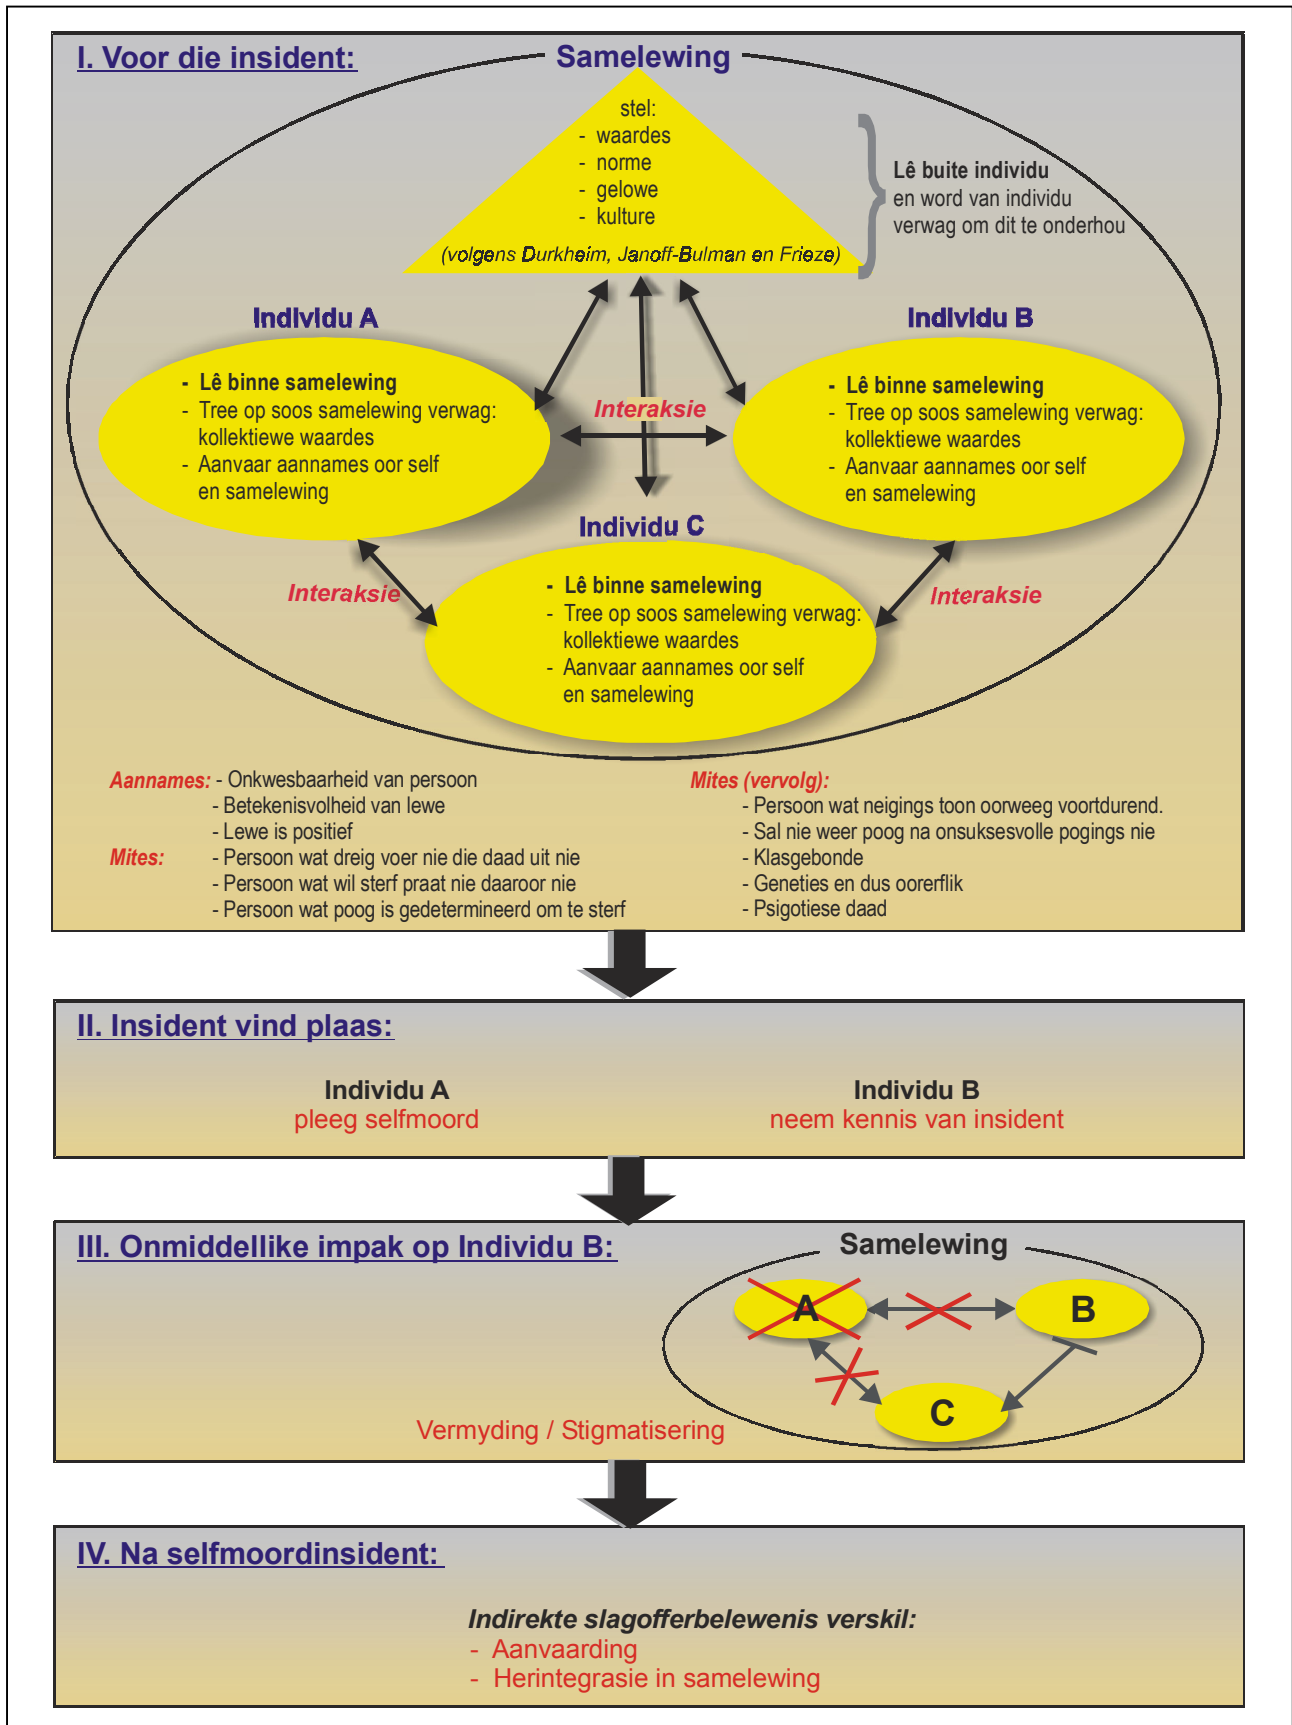 I. Voor die insident:
Samelewing
stel:
- waardes
- norme
- gelowe
- kulture
(volgens Durkheim, Janoff-Bulman en Frieze)
Lê buite individu
en word van individu
verwag om dit te onderhou
Individu A
- Lê binne samelewing
- Tree op soos samelewing verwag:
kollektiewe waardes
- Aanvaar aannames oor self
en samelewing
Individu B
- Lê binne samelewing
- Tree op soos samelewing verwag:
kollektiewe waardes
- Aanvaar aannames oor self
en samelewing
Interaksie
Individu C
- Lê binne samelewing
- Tree op soos samelewing verwag:
kollektiewe waardes
- Aanvaar aannames oor self
en samelewing
Interaksie
Interaksie
Aannames: - Onkwesbaarheid van persoon
- Betekenisvolheid van lewe
- Lewe is positief
Mites: - Persoon wat dreig voer nie die daad uit nie
- Persoon wat wil sterf praat nie daaroor nie
- Persoon wat poog is gedetermineerd om te sterf
Mites (vervolg):
- Persoon wat neigings toon oorweeg voortdurend.
- Sal nie weer poog na onsuksesvolle pogings nie
- Klasgebonde
- Geneties en dus oorerflik
- Psigotiese daad
II. Insident vind plaas:
Individu A
pleeg selfmoord
Individu B
neem kennis van insident
III. Onmiddellike impak op Individu B:
Samelewing
A
B
C
Vermyding / Stigmatisering
IV. Na selfmoordinsident:
Indirekte slagofferbelewenis verskil:
- Aanvaarding
- Herintegrasie in samelewing